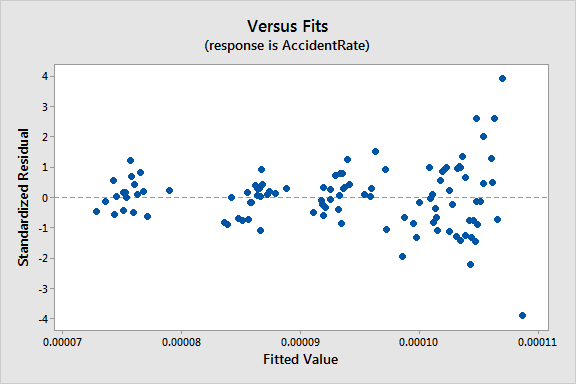 Versus Fits
(response is AccidentRate)
Standardized Residual
4
3
2
1
0
-1
-2
-3
-4
0.00007 0.00008 0.00009 0.00010 0.00011
Fitted Value